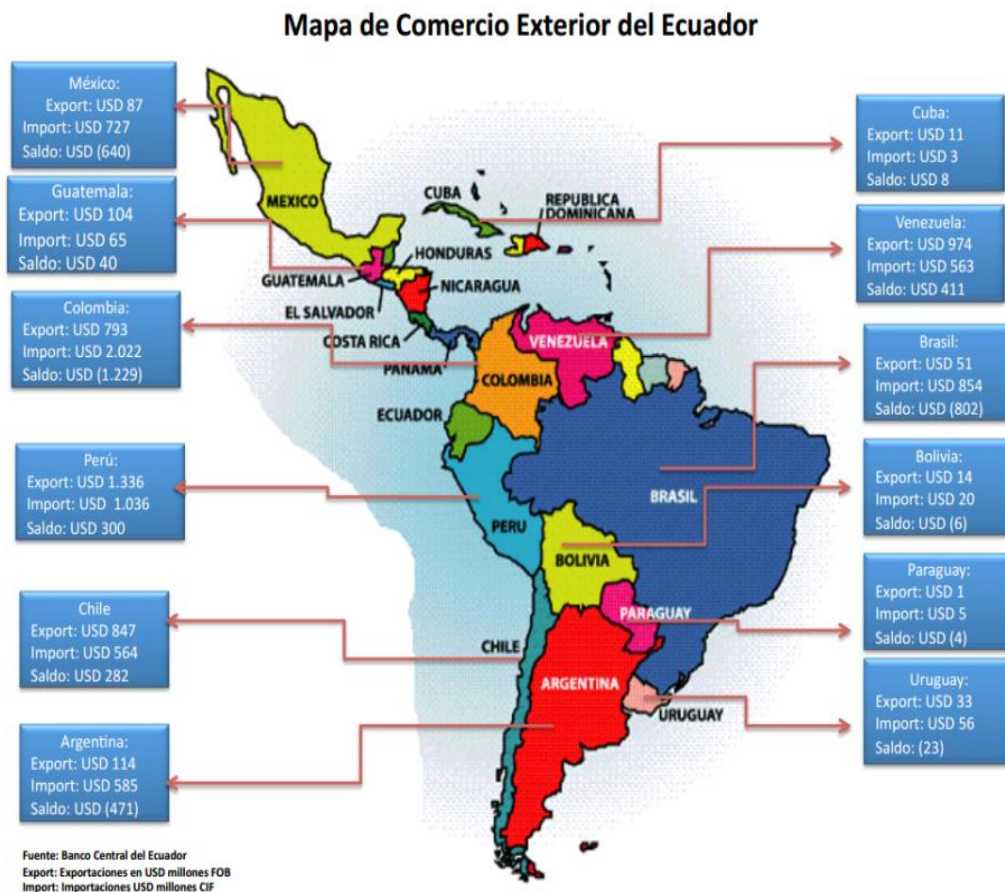 Mapa de Comercio Exterior del Ecuador
México:
Export: USD 87
Import: USD 727
Saldo: USD (640)
Guatemala:
Export: USD 104
Import: USD 65
Saldo: USD 40
Colombia:
Export: USD 793
Import: USD 2.022
Saldo: USD (1.229)
Perú:
Export: USD 1.336
Import: USD 1.036
Saldo: USD 300
Chile
Export: USD 847
Import: USD 564
Saldo: USD 282
Argentina:
Export: USD 114
Import: USD 585
Saldo: USD (471)
MEXICO
CUBA
REPUBLICA
DOMINICANA
HONDURAS
GUATEMALA
NICARAGUA
EL SALVADOR
COSTA RICA
PANAMA
VENEZUELA
COLOMBIA
ECUADOR
BRASIL
PERU
BOLIVIA
PARAGUAY
CHILE
ARGENTINA
URUGUAY
Cuba:
Export: USD 11
Import: USD 3
Saldo: USD 8
Venezuela:
Export: USD 974
Import: USD 563
Saldo: USD 411
Brasil:
Export: USD 51
Import: USD 854
Saldo: USD (802)
Bolivia:
Export: USD 14
Import: USD 20
Saldo: USD (6)
Paraguay:
Export: USD 1
Import: USD 5
Saldo: USD (4)
Uruguay:
Export: USD 33
Import: USD 56
Saldo: (23)
Fuente: Banco Central del Ecuador
Export: Exportaciones en USD millones FOB
Import: Importaciones USD millones CIF